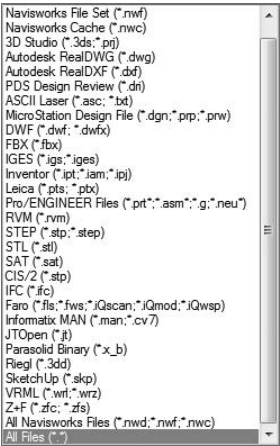 Navisworks File Set (*.nwf)
Navisworks Cache (*.nwc)
3D Studio (*.3ds;*.prj)
Autodesk RealDWG (*.dwg)
Autodesk RealDXF (*.dxf)
PDS Design Review (*.dri)
ASCII Laser (*.asc; *.txt)
MicroStation Design File (*.dgn;*.prp;*.prw)
DWF (*.dwf; *.dwfx)
FBX (*.fbx)
IGES (*.igs;*.iges)
Inventor (*.ipt;*.iam;*.ipj)
Leica (*.pts; *.ptx)
Pro/ENGINEER Files (*.prt*;*.asm*;*.g;*.neu*)
RVM (*.rvm)
STEP (*.stp;*.step)
STL (*.stl)
SAT (*.sat)
CIS/2 (*.stp)
IFC (*.ifc)
Faro (*.fls;*.fws;*.iQscan;*.iQmod;*.iQwsp)
Informatix MAN (*.man;*.cv7)
JTOpen (*.jt)
Parasolid Binary (*.x_b)
Riegl (*.3dd)
SketchUp (*.skp)
VRML (*.wrl;*.wrz)
Z+F (*.zfc; *.zfs)
All Navisworks Files (*.nwd;*.nwf;*.nwc)
All Files (*.*)